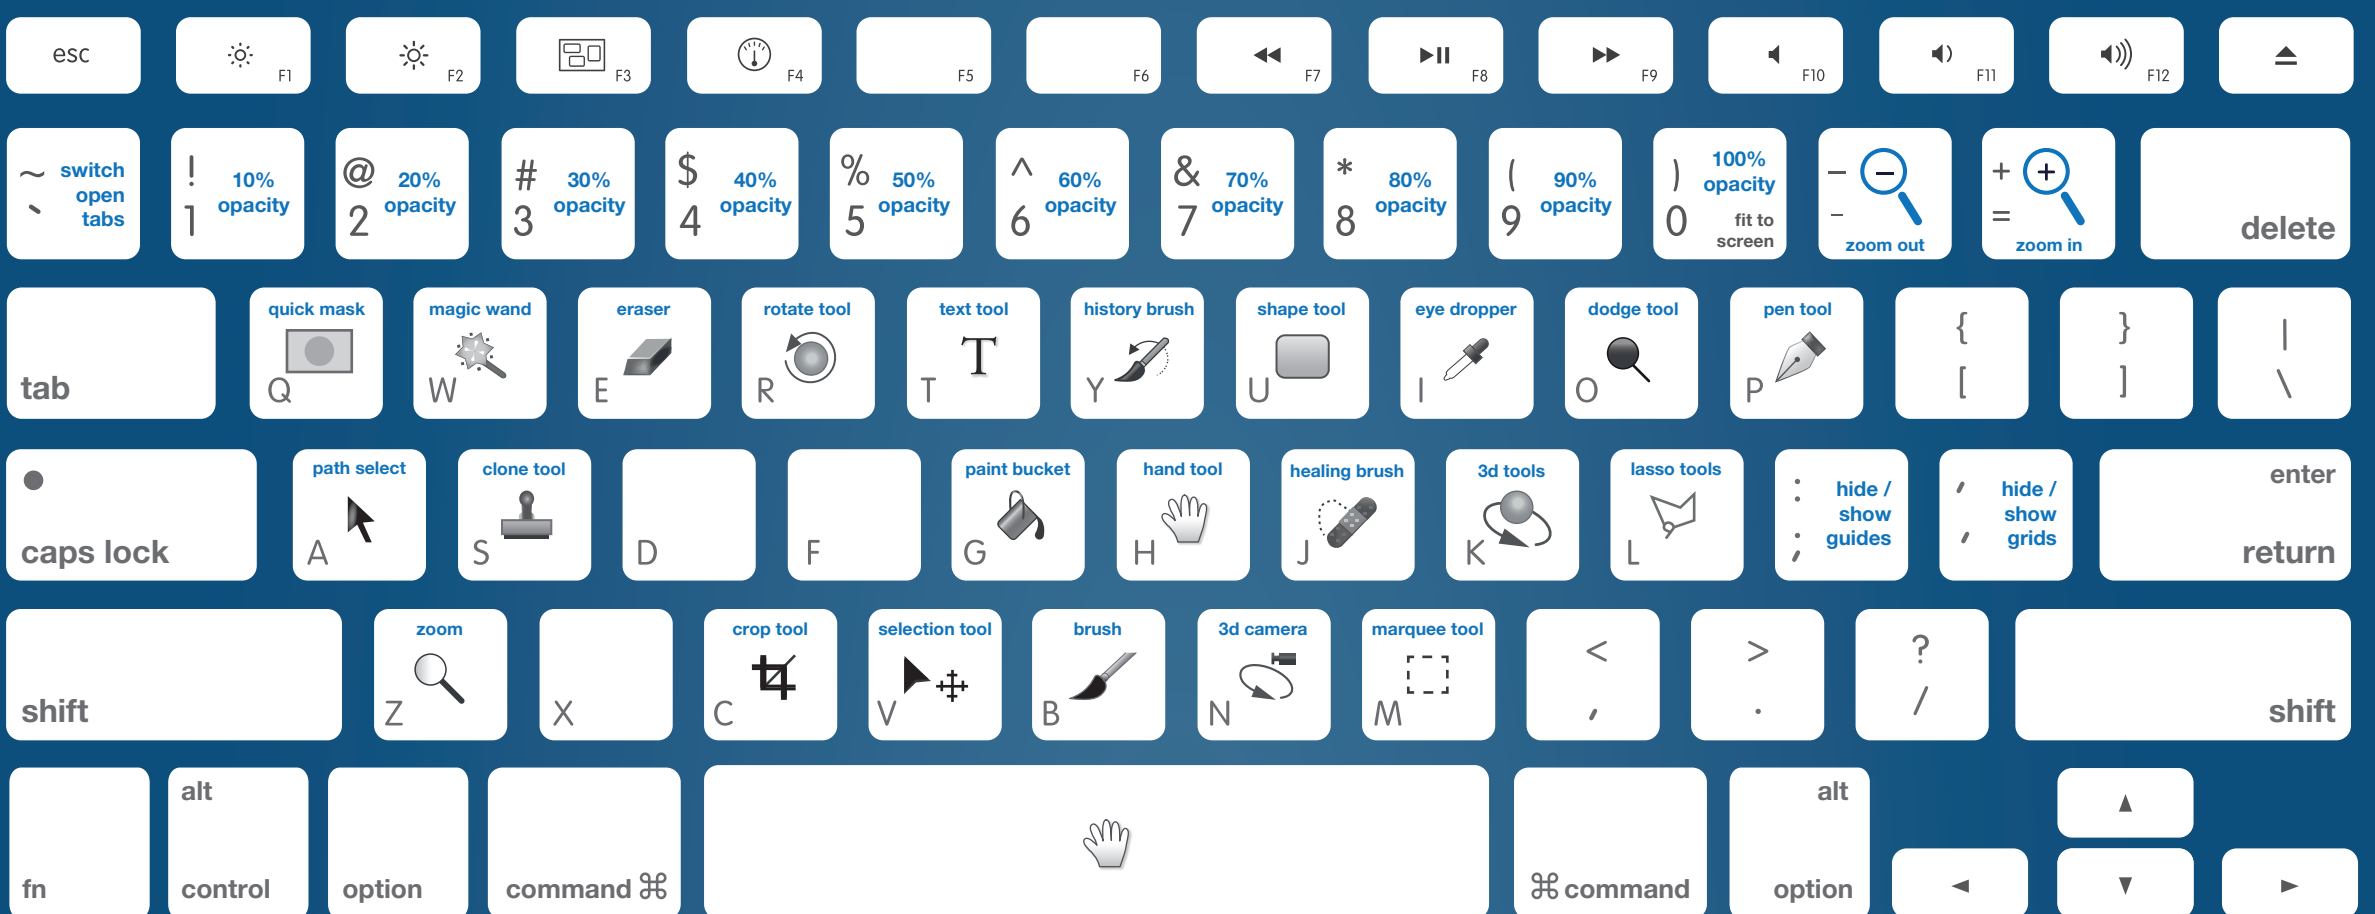 esc
F1
F2
F3
F4
F5
F6
F7
F8
F9
F10
F11
F12
~ switch
open
` tabs
! 10%
1 opacity
@ 20%
2 opacity
# 30%
3 opacity
$ 40%
4 opacity
% 50%
5 opacity
^ 60%
6 opacity
& 70%
7 opacity
* 80%
8 opacity
( 90%
9 opacity
) 100%
opacity
0 fit to
screen
– −
-
zoom out
+ +
=
zoom in
delete
tab
quick mask
Q
magic wand
W
eraser
E
rotate tool
R
text tool
T
T
history brush
Y
shape tool
U
eye dropper
I
dodge tool
O
pen tool
P
{
[
}
]
|
\
caps lock
path select
A
clone tool
S
D
F
paint bucket
G
hand tool
H
healing brush
J
3d tools
K
lasso tools
L
: hide /
show
; guides
' hide /
show
, grids
enter
return
shift
zoom
Z
X
crop tool
C
selection tool
V
brush
B
3d camera
N
marquee tool
M
<
,
>
.
?
/
shift
fn
alt
control
option
command ⌘
⌘ command
alt
option